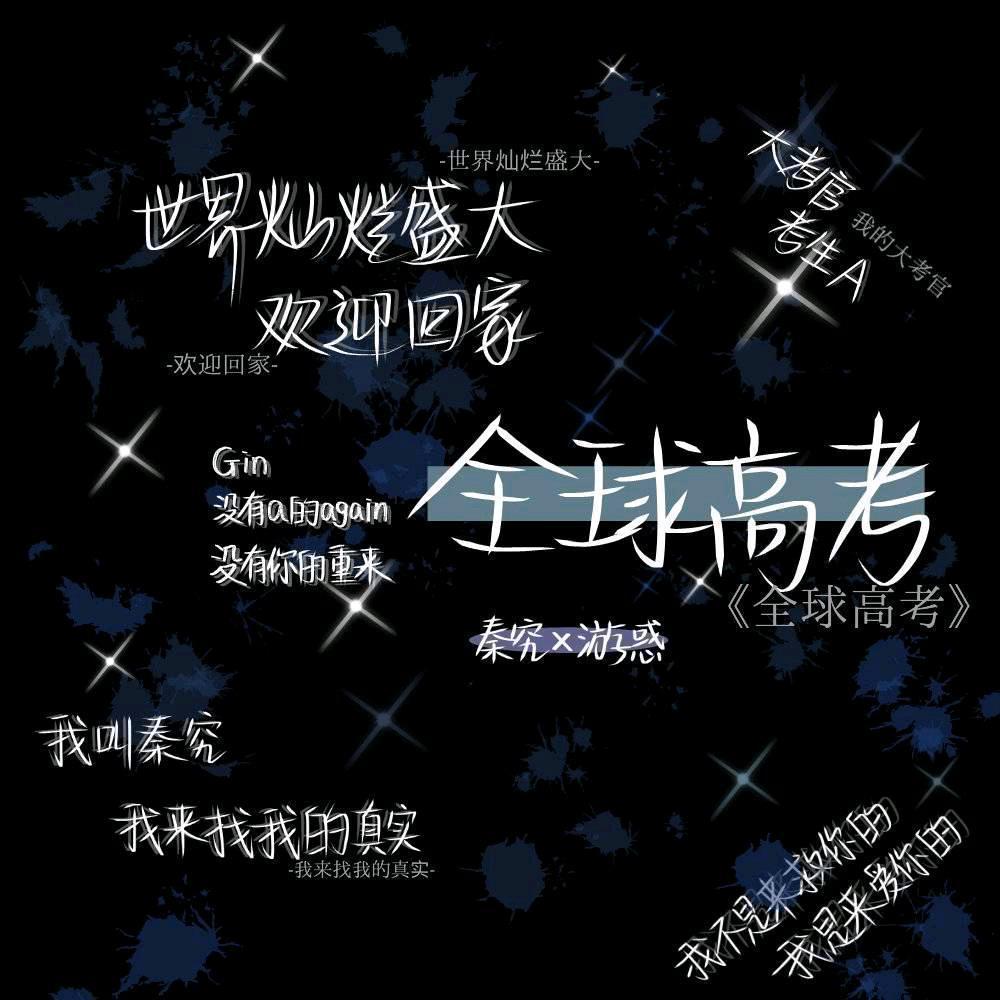 -世界灿烂盛大-
世界灿烂盛大
欢迎回家
-欢迎回家-
大考官
考生A
我的大考官
Gin
没有a的again
没有你的重来
全球高考
《全球高考》
秦究×游惑
我叫秦究
我来找我的真实
-我来找我的真实-
我不是来救你的
我是来爱你的